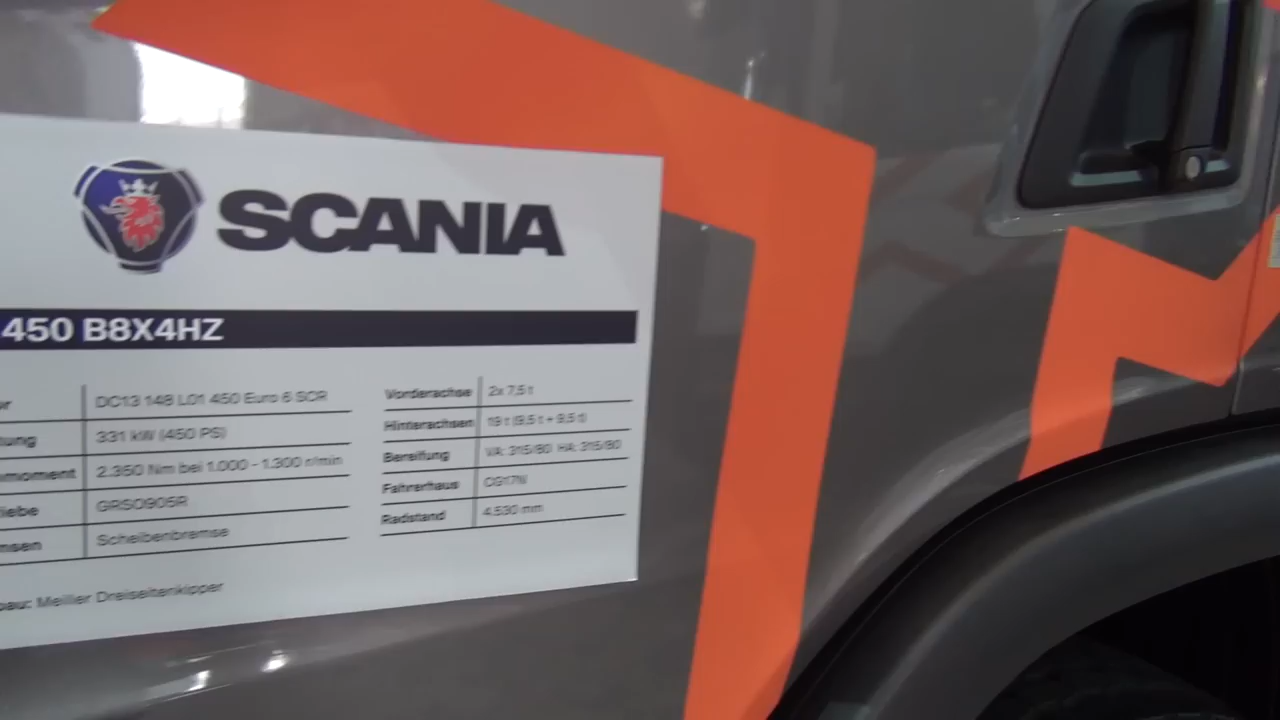 SCANIA
450 B8X4HZ
DC13 148 L01 450 Euro 6 SCR
331 kW (450 PS)
2.350 Nm bei 1.000 - 1.300 r/min
GRSO905R
Scheibenbremse
Vorderachse 2x 7,5 t
Hinterachsen 19 t (9,5 t + 9,5 t)
Bereifung VA: 315/80 HA: 315/80
Fahrerhaus CG17N
Radstand 4.530 mm
bau: Meiller Dreiseitenkipper